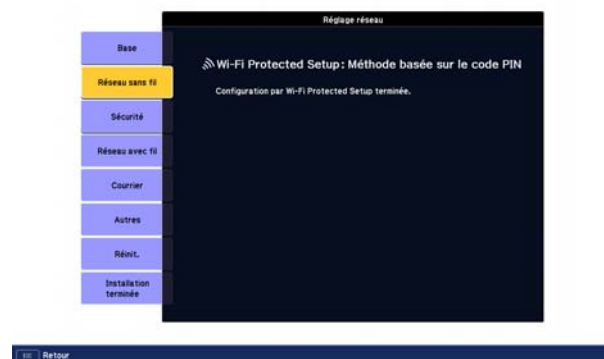 Réglage réseau
Base
Réseau sans fil
Sécurité
Réseau avec fil
Courrier
Autres
Réinit.
Installation
terminée
Wi-Fi Protected Setup: Méthode basée sur le code PIN
Configuration par Wi-Fi Protected Setup terminée.
Retour